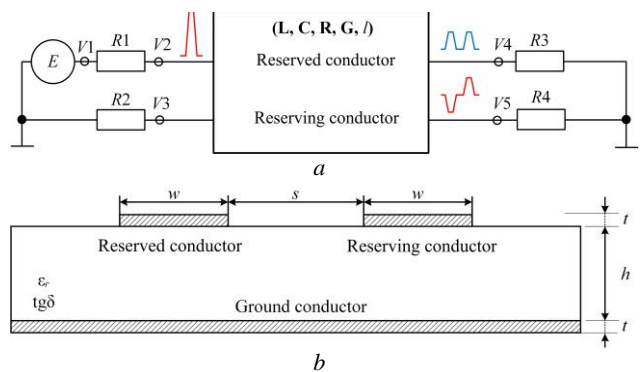 (L, C, R, G, l)
E V1 R1 V2 Reserved conductor V4 R3
R2 V3 Reserving conductor V5 R4
a
w s w
t
Reserved conductor Reserving conductor
h
εr
tgδ
Ground conductor
t
b